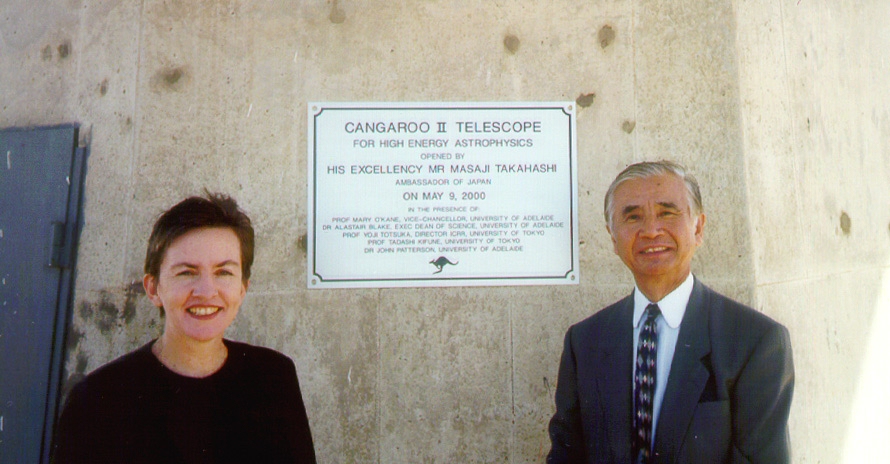 CANGAROO II TELESCOPE
FOR HIGH ENERGY ASTROPHYSICS
OPENED BY
HIS EXCELLENCY MR MASAJI TAKAHASHI
AMBASSADOR OF JAPAN
ON MAY 9, 2000
IN THE PRESENCE OF:
PROF MARY O'KANE, VICE-CHANCELLOR, UNIVERSITY OF ADELAIDE
DR ALASTAIR BLAKE, EXEC DEAN OF SCIENCE, UNIVERSITY OF ADELAIDE
PROF YOJI TOTSUKA, DIRECTOR ICRR, UNIVERSITY OF TOKYO
PROF TADASHI KIFUNE, UNIVERSITY OF TOKYO
DR JOHN PATTERSON, UNIVERSITY OF ADELAIDE